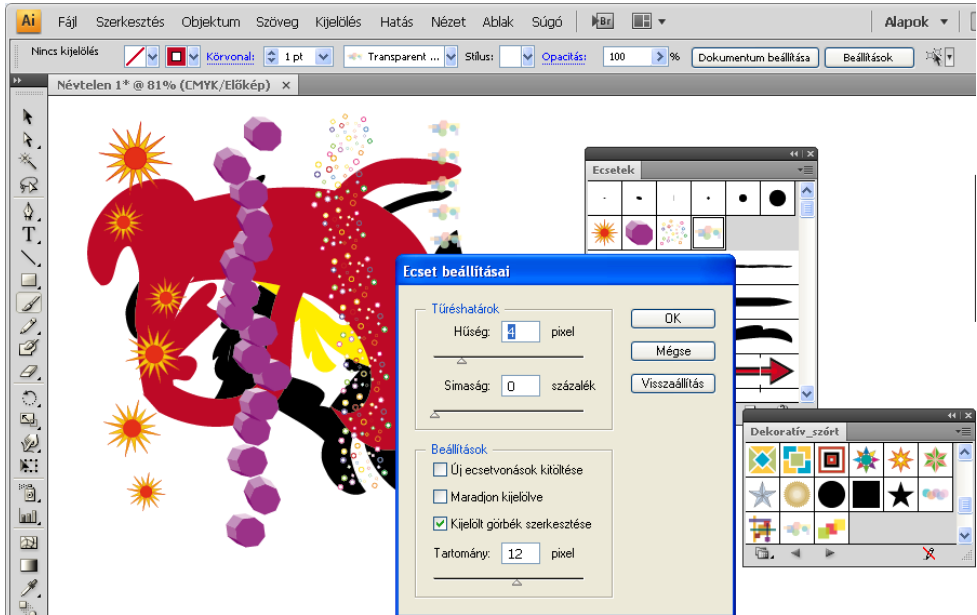 Ai Fájl Szerkesztés Objektum Szöveg Kijelölés Hatás Nézet Ablak Súgó Br Alapok
Nincs kijelölés Körvonal: 1 pt Transparent ... Stílus: Opacitás: 100 % Dokumentum beállítása Beállítások
Névtelen 1* @ 81% (CMYK/Előkép) x
Ecsetek
Ecset beállításai
Tűréshatárok
Hűség: 4 pixel
OK
Mégse
Simaság: 0 százalék
Visszaállítás
Beállítások
Új ecsetvonások kitöltése
Maradjon kijelölve
Kijelölt görbék szerkesztése
Tartomány: 12 pixel
Dekoratív_szórt